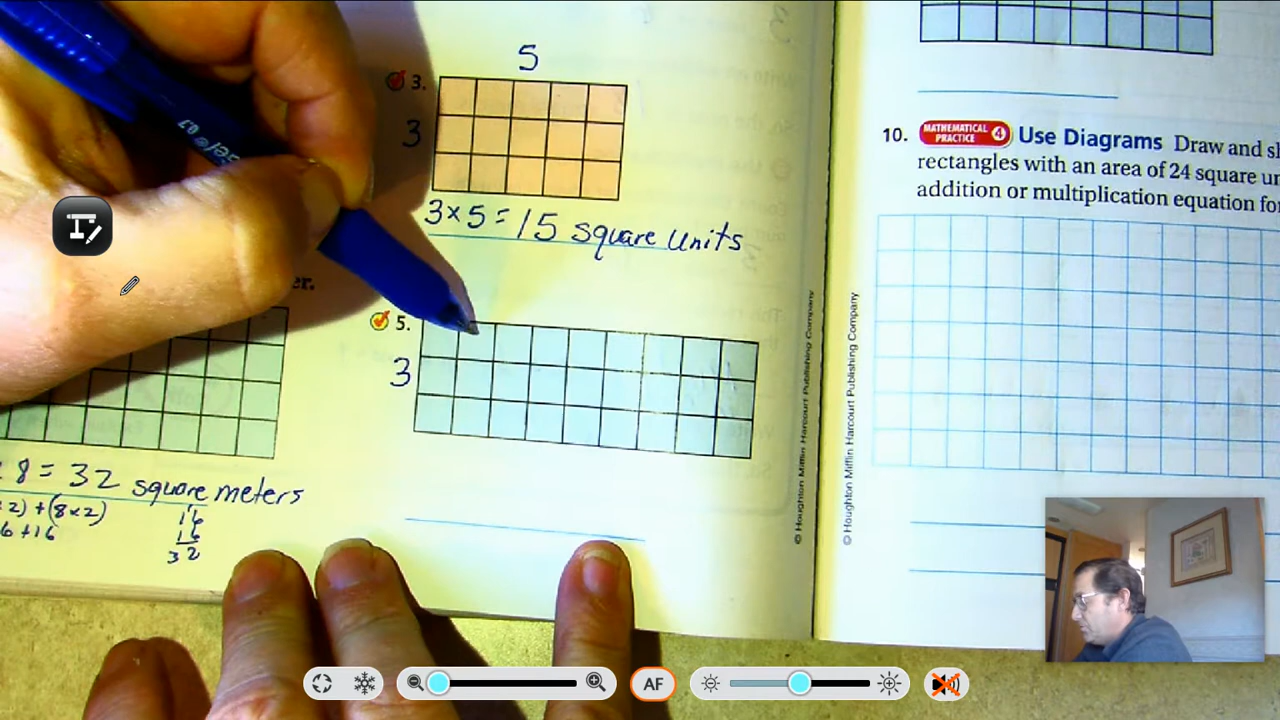 5
3.
3
3×5=15 square units
er.
5.
3
8 = 32 square meters
2)+(8×2)
6+16
16
16
32
© Houghton Mifflin Harcourt Publishing Company
© Houghton Mifflin Harcourt Publishing Company
10. MATHEMATICAL PRACTICE 4 Use Diagrams Draw and sh
rectangles with an area of 24 square un
addition or multiplication equation fo
AF